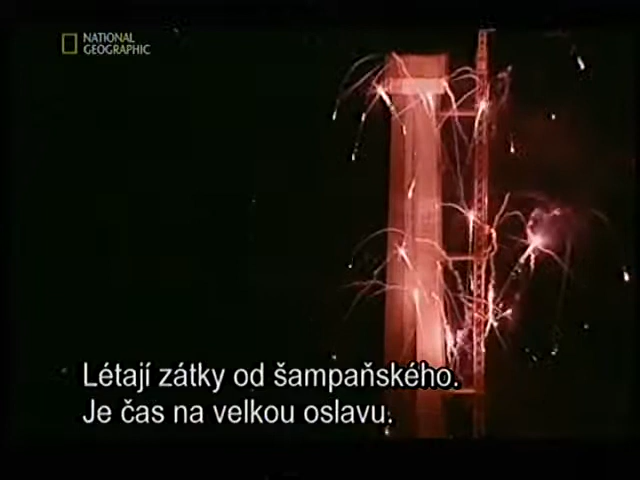 NATIONAL
GEOGRAPHIC
Létají zátky od šampaňského.
Je čas na velkou oslavu.